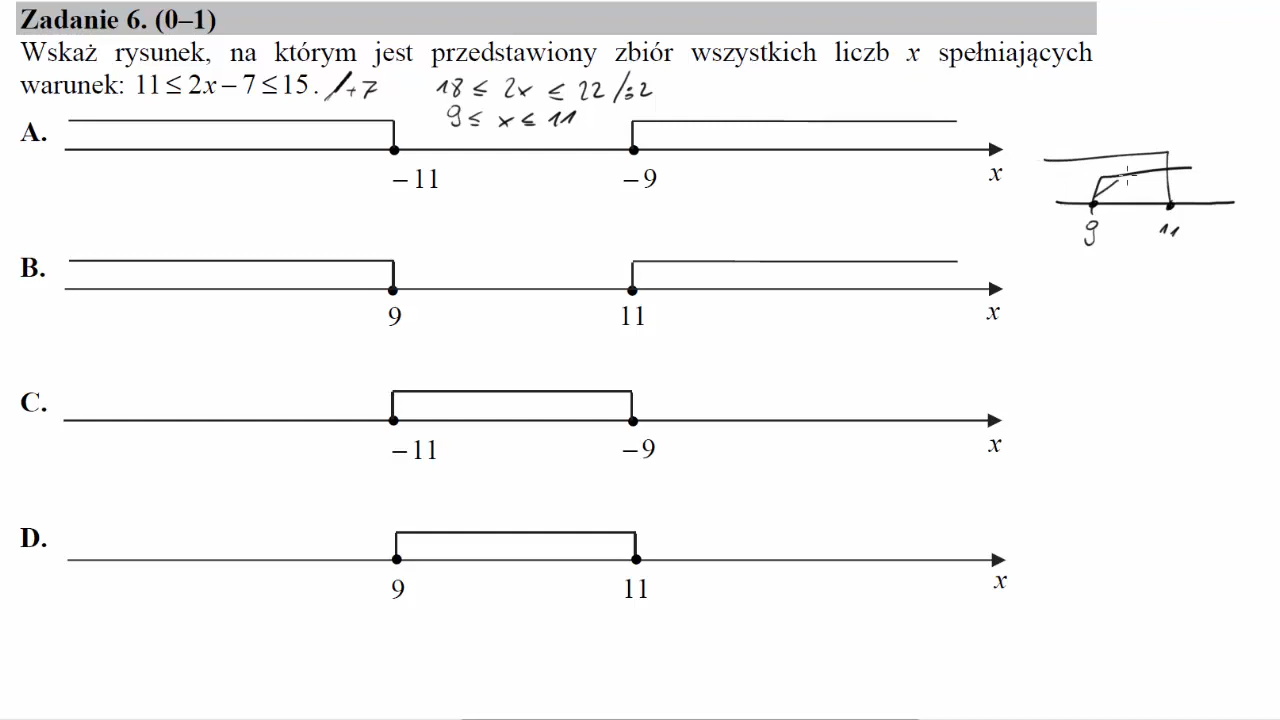 Zadanie 6. (0–1)
Wskaż rysunek, na którym jest przedstawiony zbiór wszystkich liczb x spełniających
warunek: 11 ≤ 2x − 7 ≤ 15. /+7 18 ≤ 2x ≤ 22 /:2
9 ≤ x ≤ 11
A.
−11 −9 x
9 11
B.
9 11 x
C.
−11 −9 x
D.
9 11 x